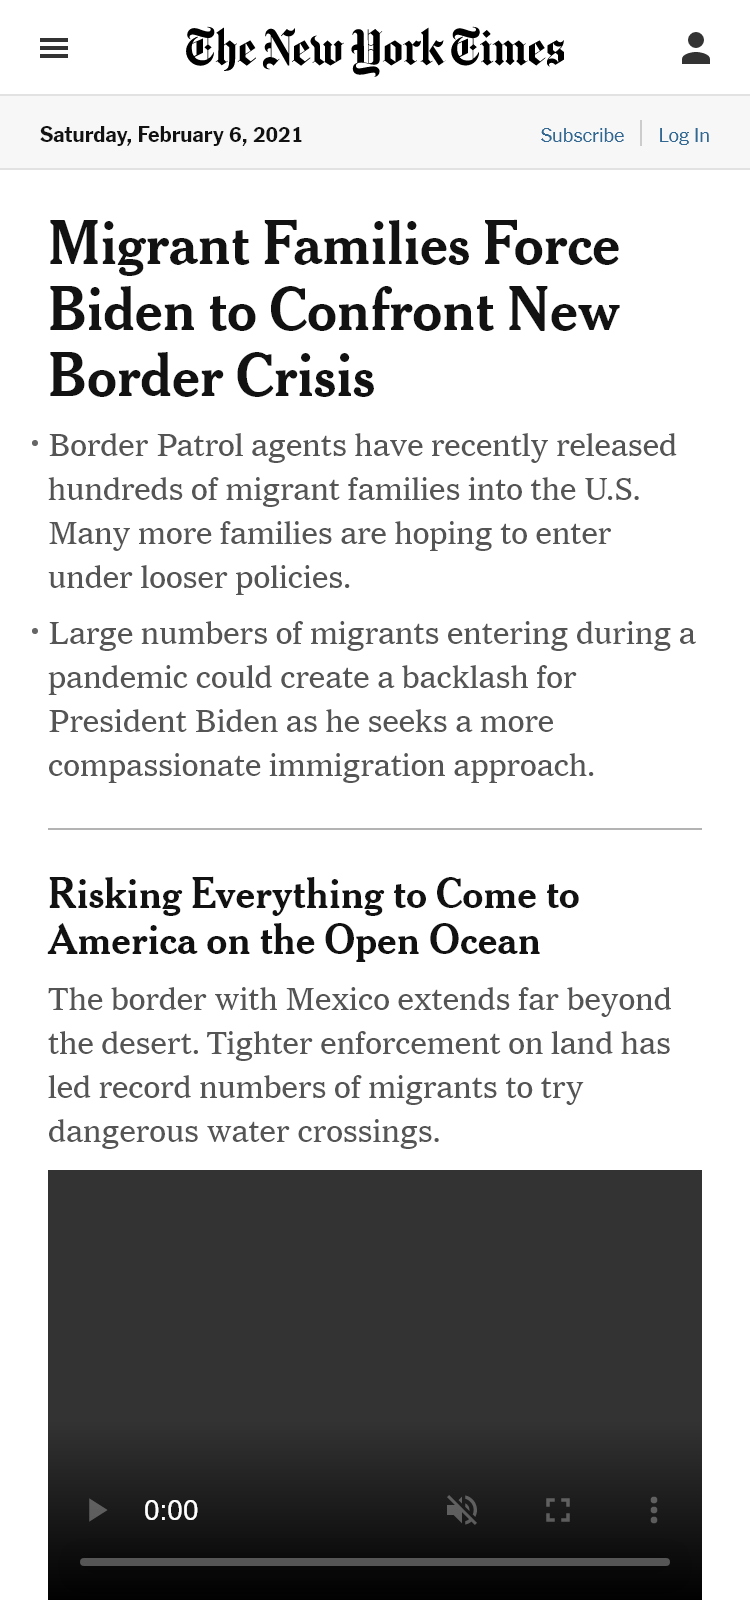 The New York Times
Saturday, February 6, 2021
Subscribe
Log In
Migrant Families Force
Biden to Confront New
Border Crisis
• Border Patrol agents have recently released
hundreds of migrant families into the U.S.
Many more families are hoping to enter
under looser policies.
• Large numbers of migrants entering during a
pandemic could create a backlash for
President Biden as he seeks a more
compassionate immigration approach.
Risking Everything to Come to
America on the Open Ocean
The border with Mexico extends far beyond
the desert. Tighter enforcement on land has
led record numbers of migrants to try
dangerous water crossings.
0:00